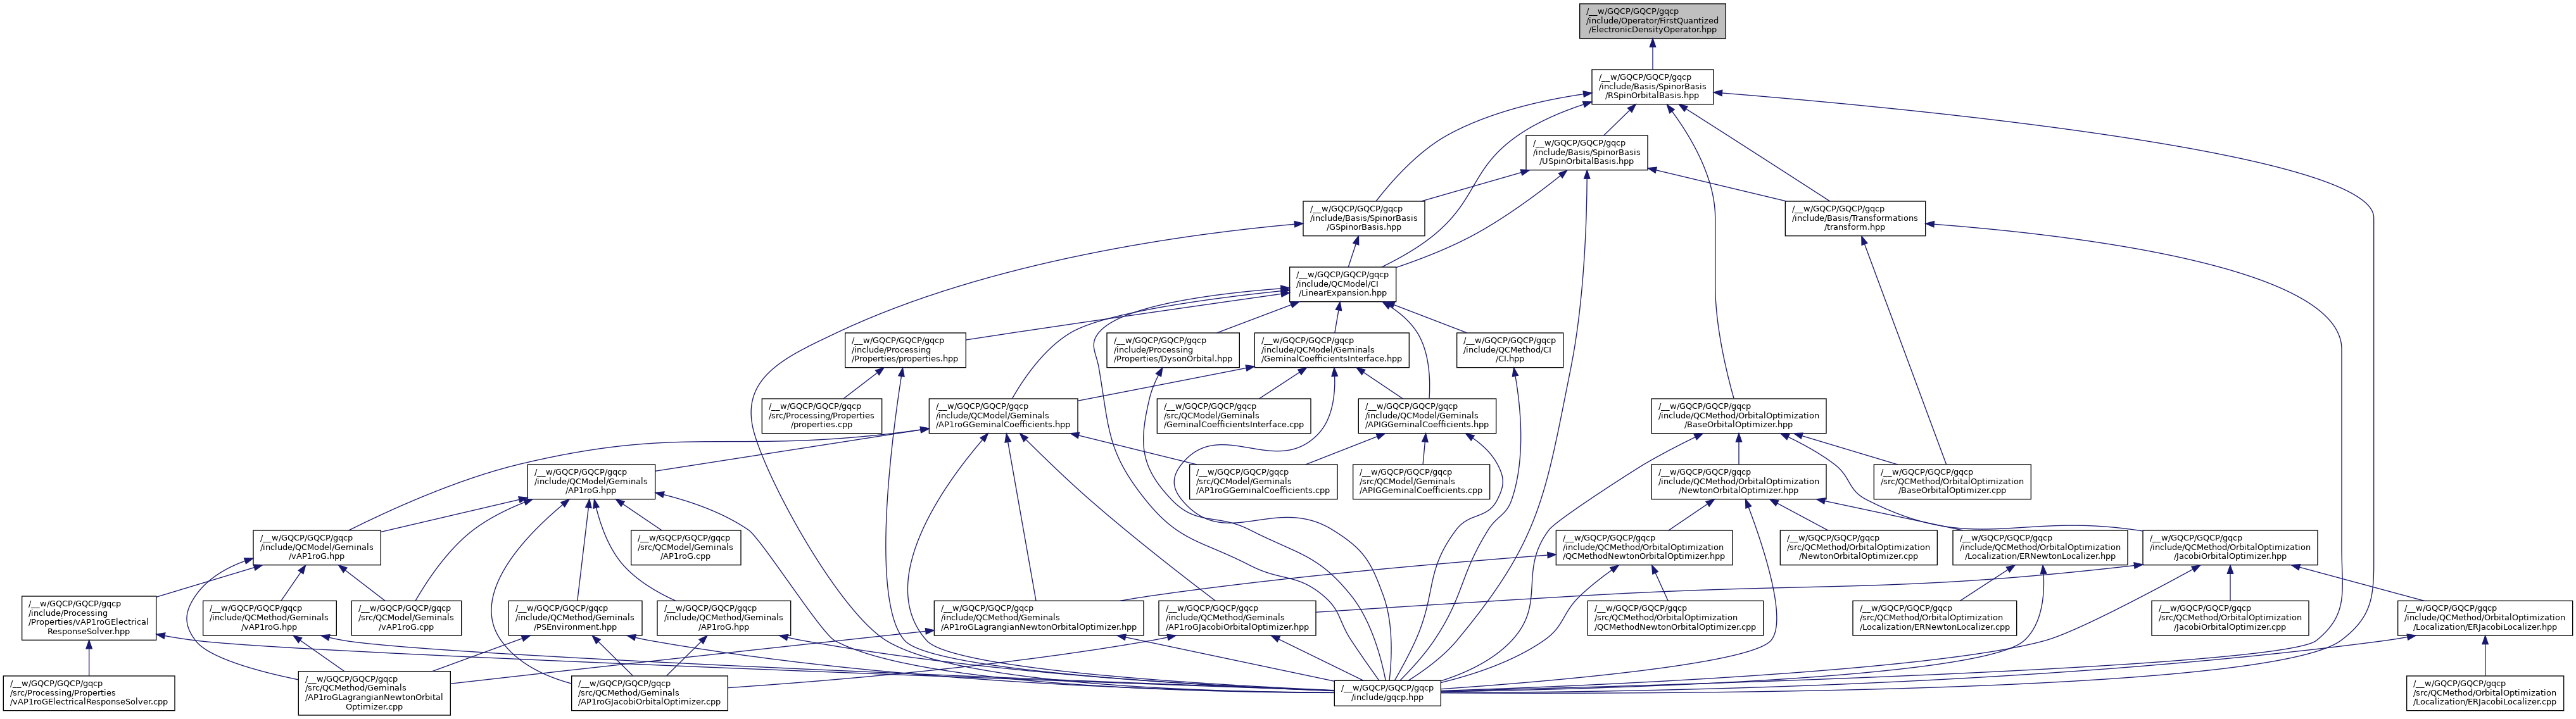 /__w/GQCP/GQCP/gqcp
/include/Operator/FirstQuantized
/ElectronicDensityOperator.hpp
/__w/GQCP/GQCP/gqcp
/include/Basis/SpinorBasis
/RSpinOrbitalBasis.hpp
/__w/GQCP/GQCP/gqcp
/include/Basis/SpinorBasis
/USpinOrbitalBasis.hpp
/__w/GQCP/GQCP/gqcp
/include/Basis/SpinorBasis
/GSpinorBasis.hpp
/__w/GQCP/GQCP/gqcp
/include/Basis/Transformations
/transform.hpp
/__w/GQCP/GQCP/gqcp
/include/QCModel/CI
/LinearExpansion.hpp
/__w/GQCP/GQCP/gqcp
/include/Processing
/Properties/properties.hpp
/__w/GQCP/GQCP/gqcp
/include/Processing
/Properties/DysonOrbital.hpp
/__w/GQCP/GQCP/gqcp
/include/QCModel/Geminals
/GeminalCoefficientsInterface.hpp
/__w/GQCP/GQCP/gqcp
/include/QCMethod/CI
/CI.hpp
/__w/GQCP/GQCP/gqcp
/src/Processing/Properties
/properties.cpp
/__w/GQCP/GQCP/gqcp
/include/QCModel/Geminals
/AP1roGGeminalCoefficients.hpp
/__w/GQCP/GQCP/gqcp
/src/QCModel/Geminals
/GeminalCoefficientsInterface.cpp
/__w/GQCP/GQCP/gqcp
/include/QCModel/Geminals
/APIGGeminalCoefficients.hpp
/__w/GQCP/GQCP/gqcp
/include/QCMethod/OrbitalOptimization
/BaseOrbitalOptimizer.hpp
/__w/GQCP/GQCP/gqcp
/include/QCModel/Geminals
/AP1roG.hpp
/__w/GQCP/GQCP/gqcp
/src/QCModel/Geminals
/AP1roGGeminalCoefficients.cpp
/__w/GQCP/GQCP/gqcp
/src/QCModel/Geminals
/APIGGeminalCoefficients.cpp
/__w/GQCP/GQCP/gqcp
/include/QCMethod/OrbitalOptimization
/NewtonOrbitalOptimizer.hpp
/__w/GQCP/GQCP/gqcp
/src/QCMethod/OrbitalOptimization
/BaseOrbitalOptimizer.cpp
/__w/GQCP/GQCP/gqcp
/include/QCModel/Geminals
/vAP1roG.hpp
/__w/GQCP/GQCP/gqcp
/src/QCModel/Geminals
/AP1roG.cpp
/__w/GQCP/GQCP/gqcp
/include/QCMethod/OrbitalOptimization
/QCMethodNewtonOrbitalOptimizer.hpp
/__w/GQCP/GQCP/gqcp
/src/QCMethod/OrbitalOptimization
/NewtonOrbitalOptimizer.cpp
/__w/GQCP/GQCP/gqcp
/include/QCMethod/OrbitalOptimization
/Localization/ERNewtonLocalizer.hpp
/__w/GQCP/GQCP/gqcp
/include/QCMethod/OrbitalOptimization
/JacobiOrbitalOptimizer.hpp
/__w/GQCP/GQCP/gqcp
/include/Processing
/Properties/vAP1roGElectrical
ResponseSolver.hpp
/__w/GQCP/GQCP/gqcp
/include/QCMethod/Geminals
/vAP1roG.hpp
/__w/GQCP/GQCP/gqcp
/src/QCModel/Geminals
/vAP1roG.cpp
/__w/GQCP/GQCP/gqcp
/include/QCMethod/Geminals
/PSEnvironment.hpp
/__w/GQCP/GQCP/gqcp
/include/QCMethod/Geminals
/AP1roG.hpp
/__w/GQCP/GQCP/gqcp
/include/QCMethod/Geminals
/AP1roGLagrangianNewtonOrbitalOptimizer.hpp
/__w/GQCP/GQCP/gqcp
/include/QCMethod/Geminals
/AP1roGJacobiOrbitalOptimizer.hpp
/__w/GQCP/GQCP/gqcp
/src/QCMethod/OrbitalOptimization
/QCMethodNewtonOrbitalOptimizer.cpp
/__w/GQCP/GQCP/gqcp
/src/QCMethod/OrbitalOptimization
/Localization/ERNewtonLocalizer.cpp
/__w/GQCP/GQCP/gqcp
/src/QCMethod/OrbitalOptimization
/JacobiOrbitalOptimizer.cpp
/__w/GQCP/GQCP/gqcp
/include/QCMethod/OrbitalOptimization
/Localization/ERJacobiLocalizer.hpp
/__w/GQCP/GQCP/gqcp
/src/Processing/Properties
/vAP1roGElectricalResponseSolver.cpp
/__w/GQCP/GQCP/gqcp
/src/QCMethod/Geminals
/AP1roGLagrangianNewtonOrbital
Optimizer.cpp
/__w/GQCP/GQCP/gqcp
/src/QCMethod/Geminals
/AP1roGJacobiOrbitalOptimizer.cpp
/__w/GQCP/GQCP/gqcp
/include/gqcp.hpp
/__w/GQCP/GQCP/gqcp
/src/QCMethod/OrbitalOptimization
/Localization/ERJacobiLocalizer.cpp